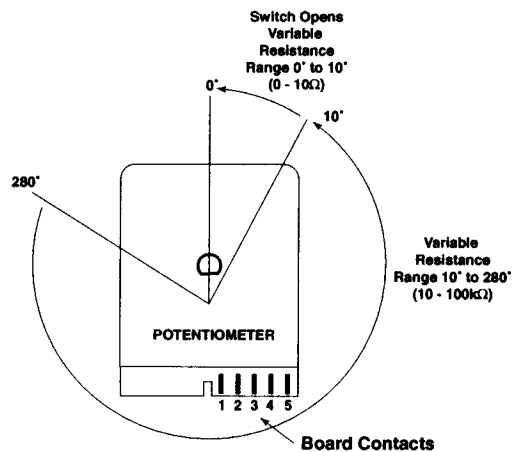 Switch Opens
Variable
Resistance
Range 0° to 10°
(0 - 10Ω)
0°
10°
280°
Variable
Resistance
Range 10° to 280°
(10 - 100kΩ)
POTENTIOMETER
1 2 3 4 5
Board Contacts